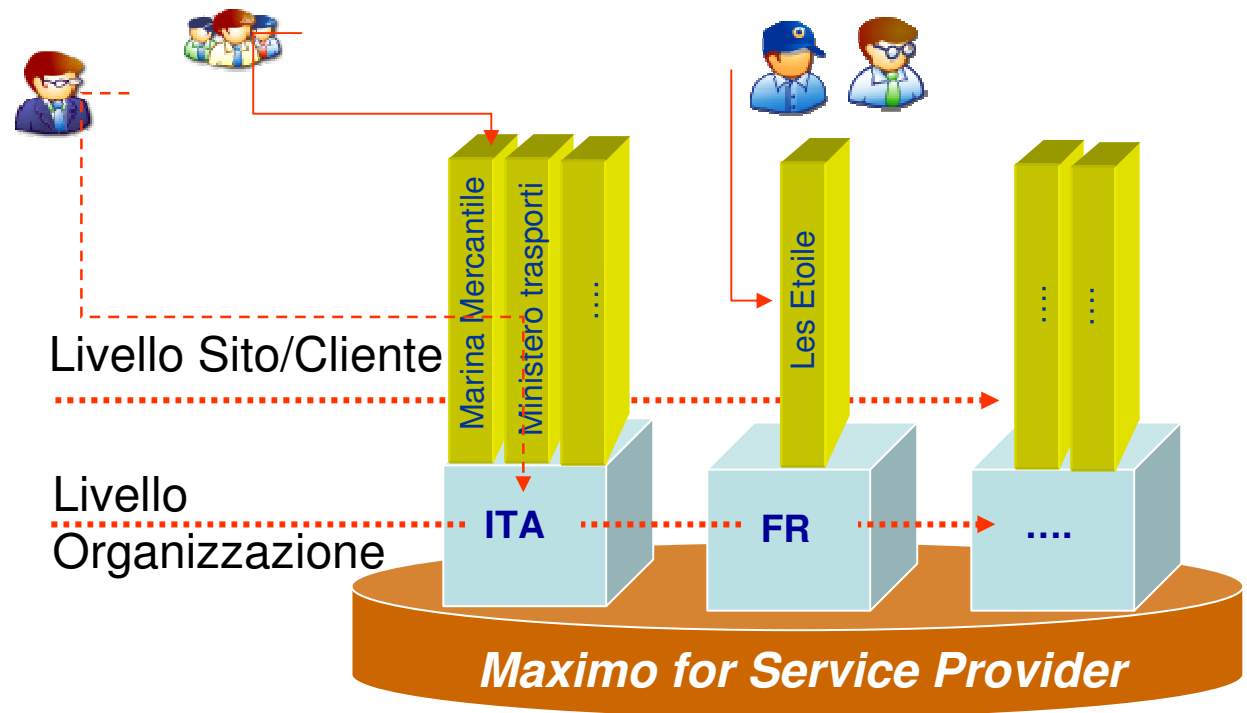 Marina Mercantile
Ministero trasporti
....
Les Etoile
....
....
Livello Sito/Cliente
Livello
Organizzazione
ITA
FR
....
Maximo for Service Provider